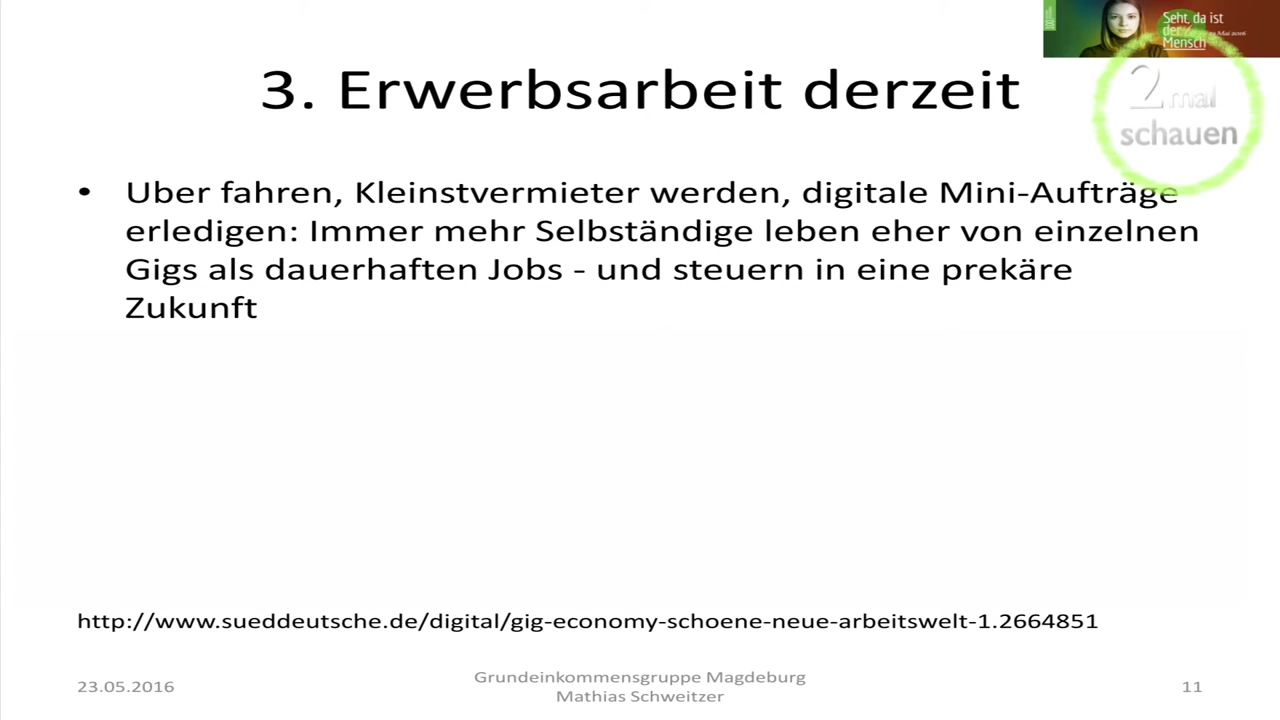 Seht, da ist
der
Mensch
Mai 2016
2 mal
schauen
3. Erwerbsarbeit derzeit
• Uber fahren, Kleinstvermieter werden, digitale Mini-Aufträge
erledigen: Immer mehr Selbständige leben eher von einzelnen
Gigs als dauerhaften Jobs - und steuern in eine prekäre
Zukunft
http://www.sueddeutsche.de/digital/gig-economy-schoene-neue-arbeitswelt-1.2664851
23.05.2016
Grundeinkommensgruppe Magdeburg
Mathias Schweitzer
11